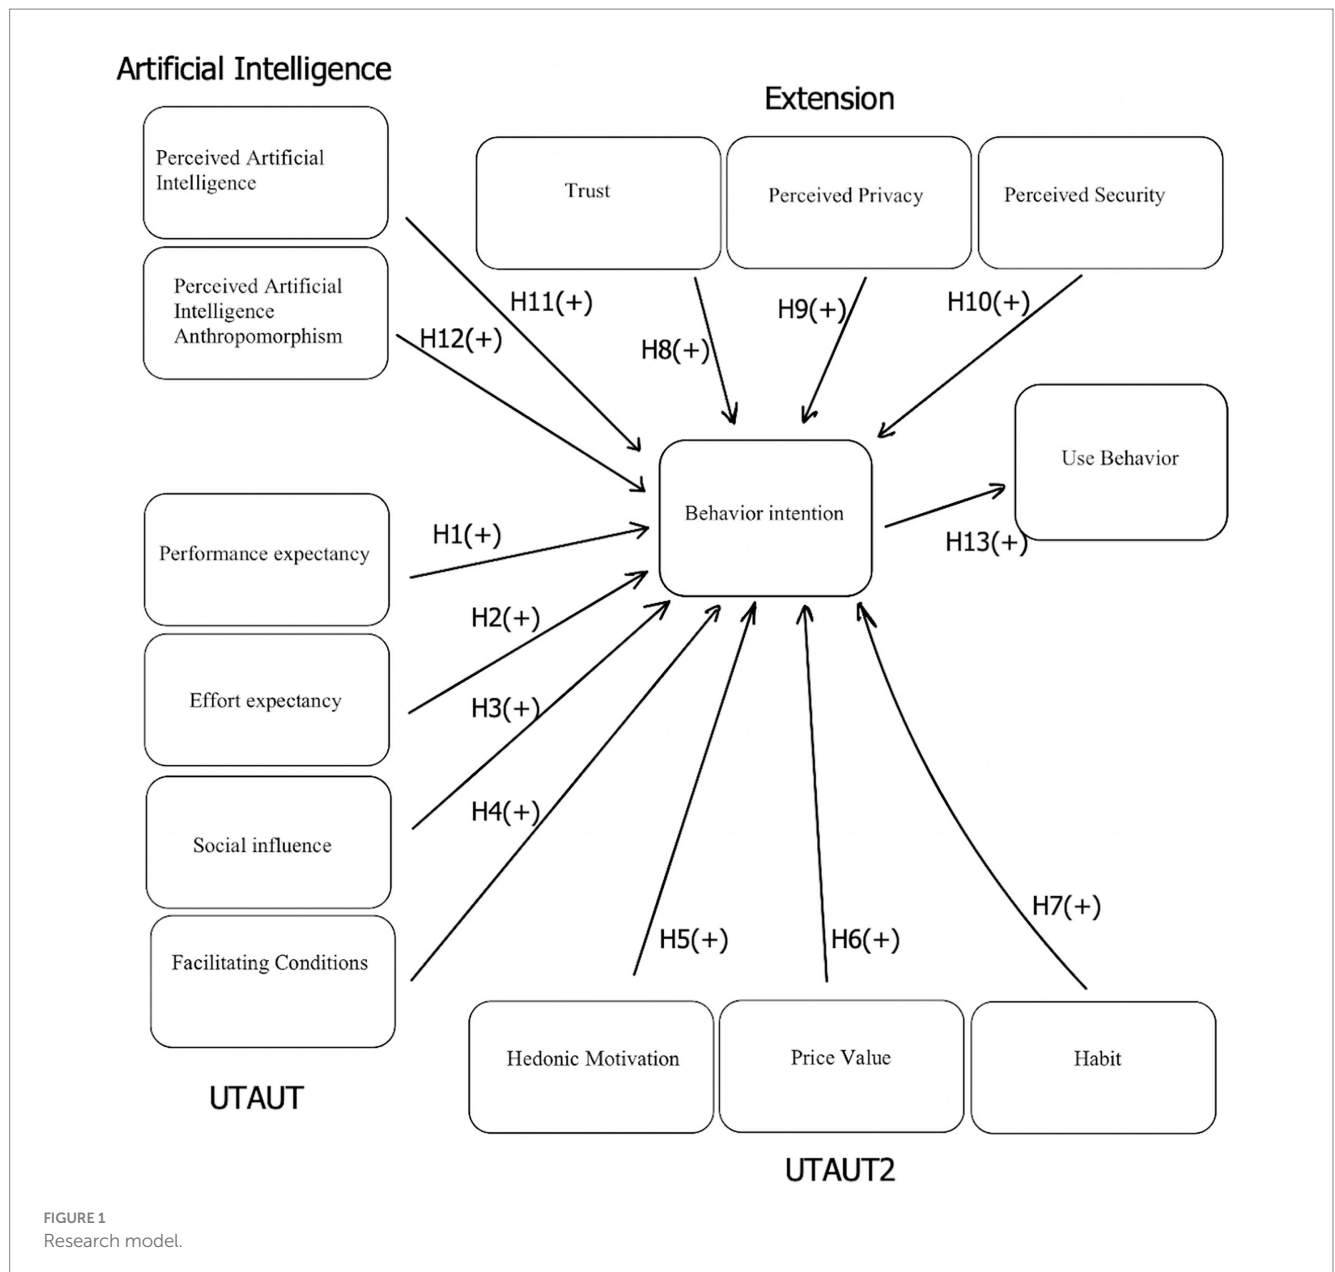 Artificial Intelligence
Extension
Perceived Artificial
Intelligence
Trust
Perceived Privacy
Perceived Security
Perceived Artificial
Intelligence
Anthropomorphism
H11(+)
H12(+)
H8(+)
H9(+)
H10(+)
Use Behavior
Behavior intention
H13(+)
Performance expectancy
H1(+)
Effort expectancy
H2(+)
Social influence
H3(+)
Facilitating Conditions
H4(+)
UTAUT
H5(+)
H6(+)
H7(+)
Hedonic Motivation
Price Value
Habit
UTAUT2
FIGURE 1
Research model.